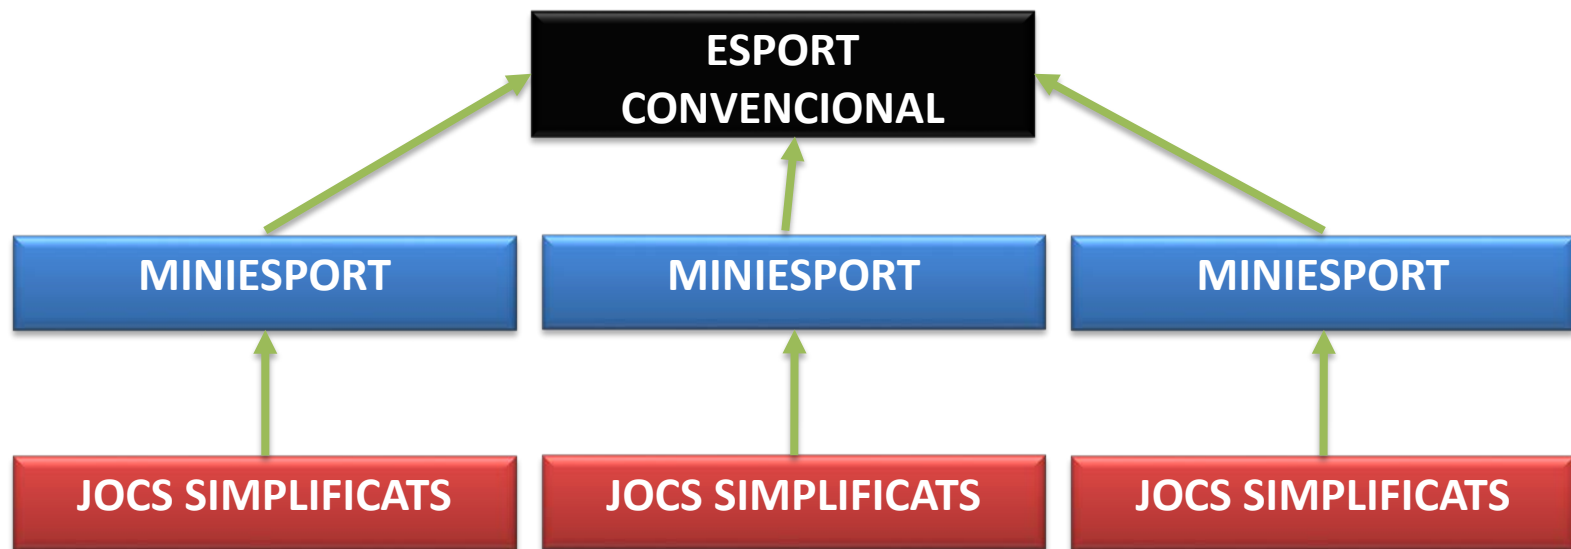 ESPORT
CONVENCIONAL
MINIESPORT
MINIESPORT
MINIESPORT
JOCS SIMPLIFICATS
JOCS SIMPLIFICATS
JOCS SIMPLIFICATS